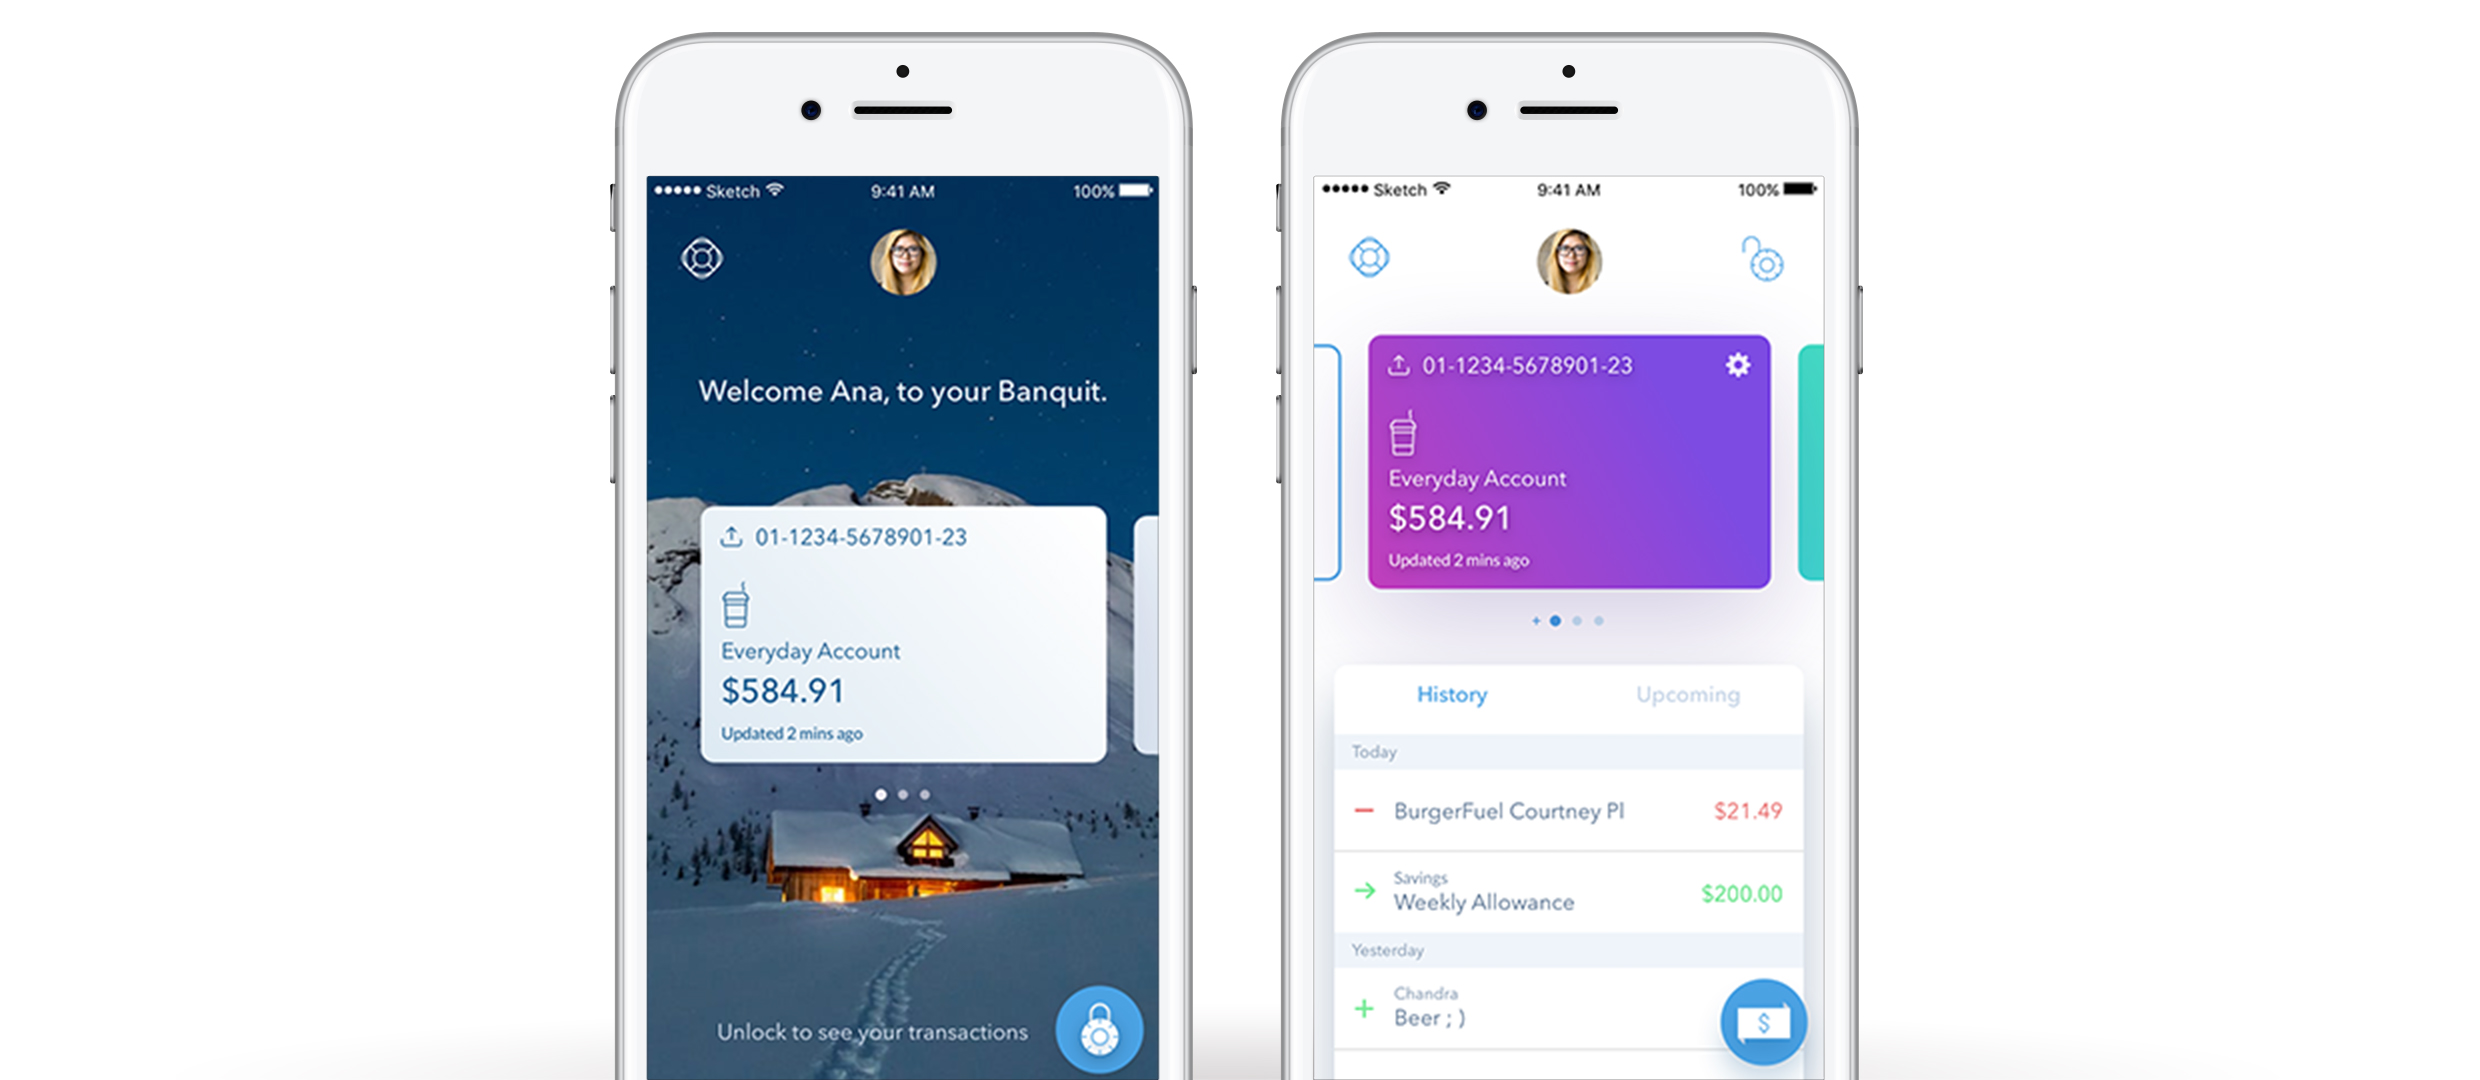 Sketch 9:41 AM 100%
Welcome Ana, to your Banquit.
01-1234-5678901-23
Everyday Account
$584.91
Updated 2 mins ago
Unlock to see your transactions
Sketch 9:41 AM 100%
01-1234-5678901-23
Everyday Account
$584.91
Updated 2 mins ago
History Upcoming
Today
BurgerFuel Courtney Pl $21.49
Savings
Weekly Allowance $200.00
Yesterday
Chandra
Beer ; )
$